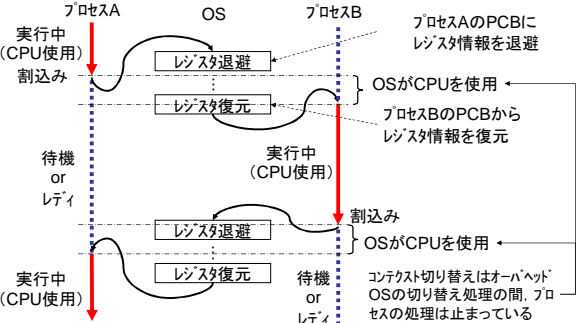 ﾌﾟﾛｾｽA
OS
ﾌﾟﾛｾｽB
実行中
(CPU使用)
割込み
待機
or
ﾚﾃﾞｨ
実行中
(CPU使用)
ﾚｼﾞｽﾀ退避
ﾚｼﾞｽﾀ復元
実行中
(CPU使用)
ﾚｼﾞｽﾀ退避
ﾚｼﾞｽﾀ復元
待機
or
ﾚﾃﾞｨ
ﾌﾟﾛｾｽAのPCBに
ﾚｼﾞｽﾀ情報を退避
OSがCPUを使用
ﾌﾟﾛｾｽBのPCBから
ﾚｼﾞｽﾀ情報を復元
割込み
OSがCPUを使用
ｺﾝﾃｸｽﾄ切り替えはｵｰﾊﾞﾍｯﾄﾞ
OSの切り替え処理の間，ﾌﾟﾛ
ｾｽの処理は止まっている